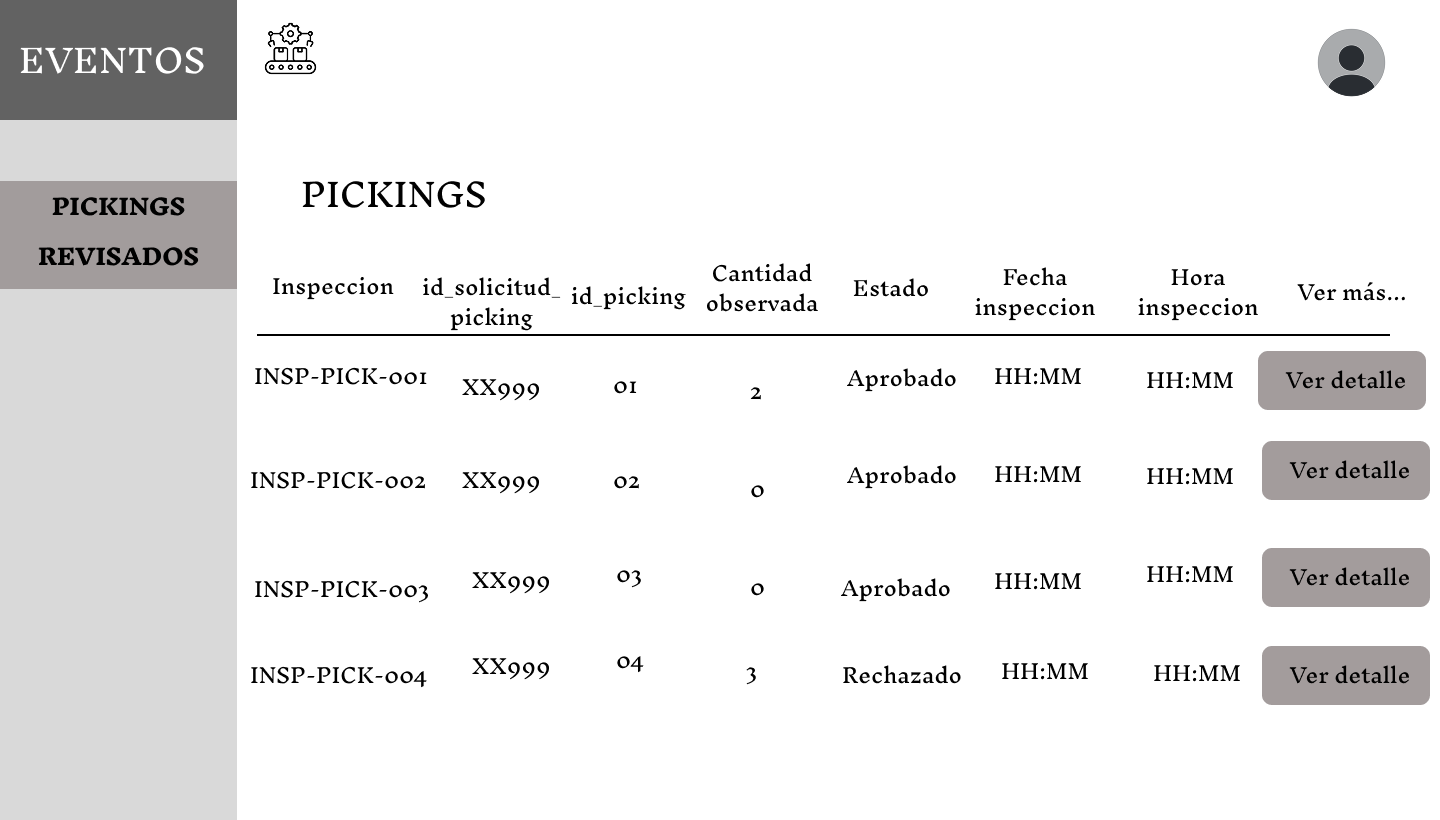 EVENTOS
PICKINGS
REVISADOS
PICKINGS
Inspeccion id_solicitud_ picking id_picking Cantidad observada Estado Fecha inspeccion Hora inspeccion Ver más...
INSP-PICK-001 XX999 01 2 Aprobado HH:MM HH:MM Ver detalle
INSP-PICK-002 XX999 02 0 Aprobado HH:MM HH:MM Ver detalle
INSP-PICK-003 XX999 03 0 Aprobado HH:MM HH:MM Ver detalle
INSP-PICK-004 XX999 04 3 Rechazado HH:MM HH:MM Ver detalle